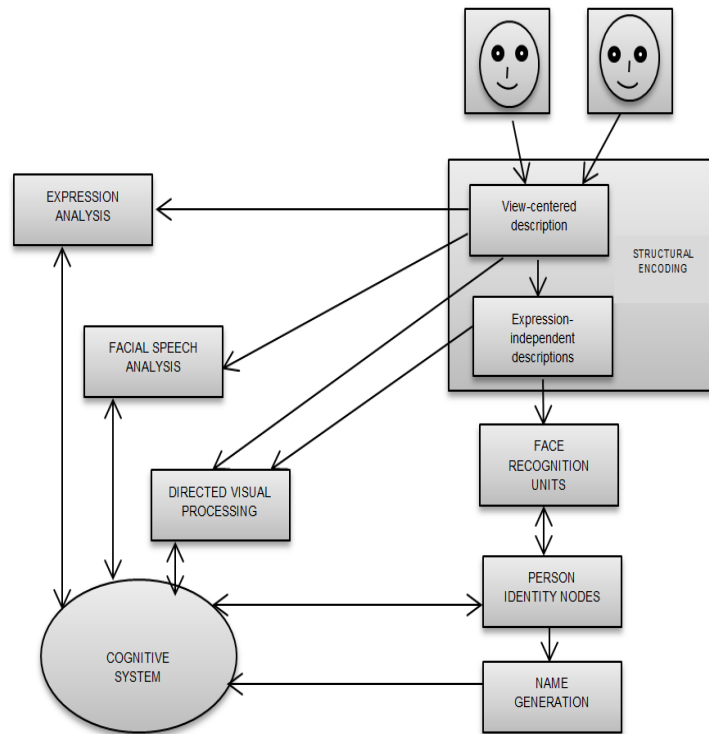 EXPRESSION
ANALYSIS
View-centered
description
STRUCTURAL
ENCODING
Expression-
independent
descriptions
FACIAL SPEECH
ANALYSIS
FACE
RECOGNITION
UNITS
DIRECTED VISUAL
PROCESSING
PERSON
IDENTITY NODES
COGNITIVE
SYSTEM
NAME
GENERATION